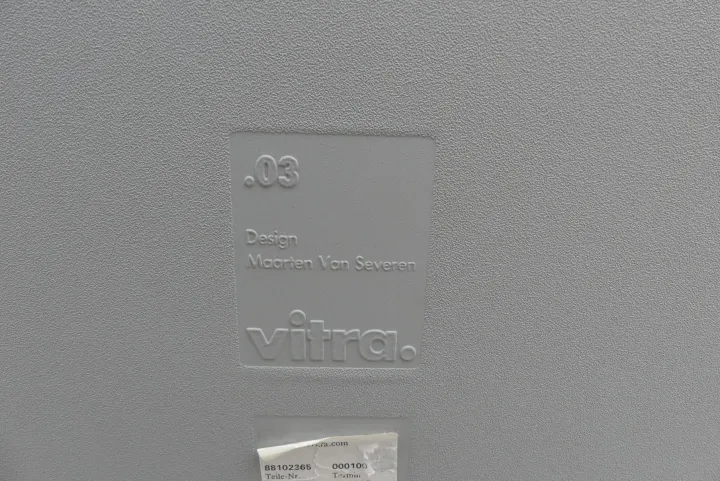 .03
Design
Maarten Van Severen
vitra.
88102365 000100
Teile-Nr.